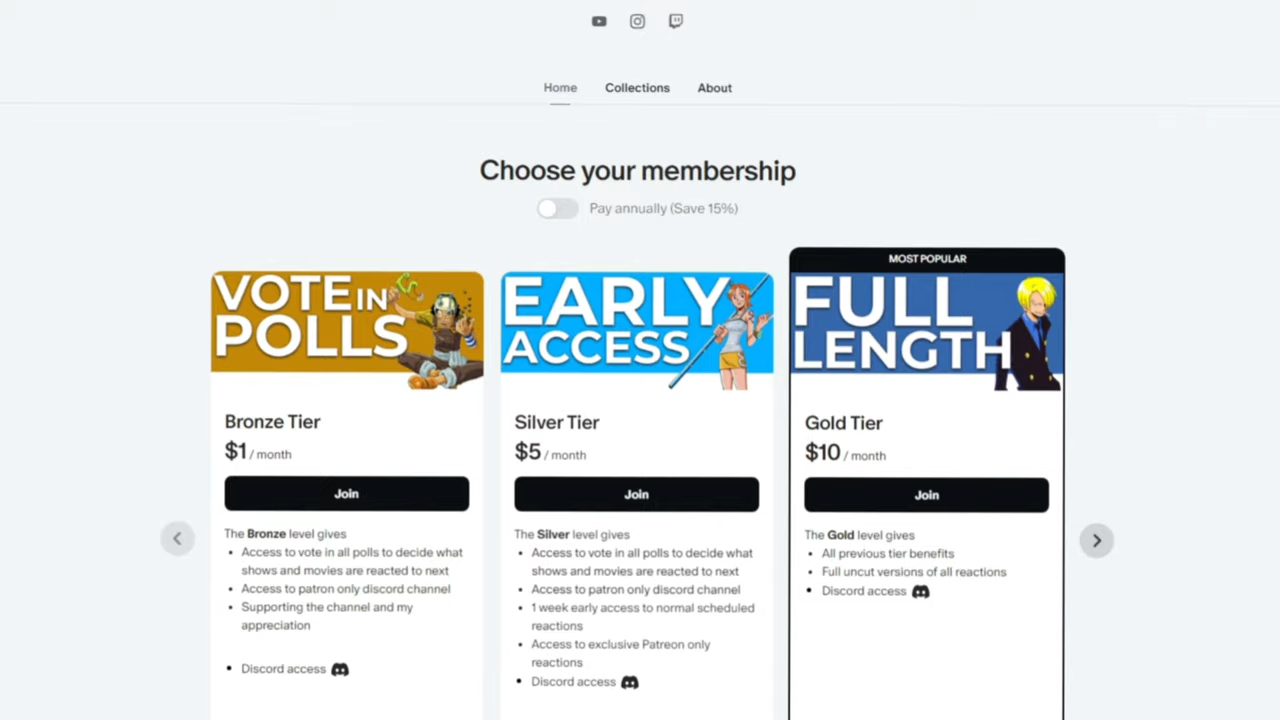 Home Collections About
Choose your membership
Pay annually (Save 15%)
VOTE IN
POLLS
Bronze Tier
$1 / month
Join
The Bronze level gives
• Access to vote in all polls to decide what
shows and movies are reacted to next
• Access to patron only discord channel
• Supporting the channel and my
appreciation
• Discord access
EARLY
ACCESS
Silver Tier
$5 / month
Join
The Silver level gives
• Access to vote in all polls to decide what
shows and movies are reacted to next
• Access to patron only discord channel
• 1 week early access to normal scheduled
reactions
• Access to exclusive Patreon only
reactions
• Discord access
MOST POPULAR
FULL
LENGTH
Gold Tier
$10 / month
Join
The Gold level gives
• All previous tier benefits
• Full uncut versions of all reactions
• Discord access